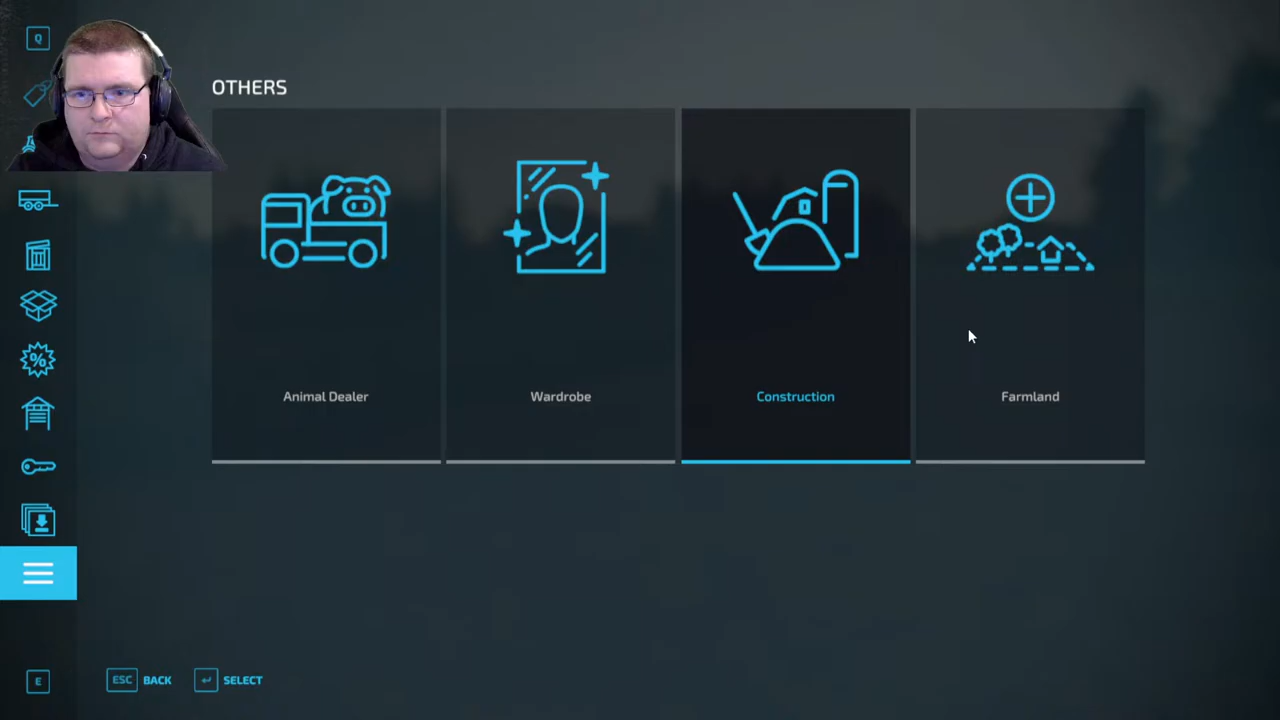 Q
OTHERS
%
Animal Dealer
Wardrobe
Construction
Farmland
E
ESC BACK
SELECT